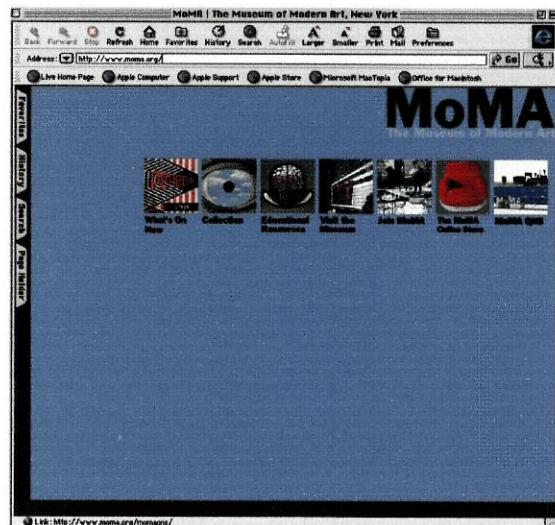 MoMA | The Museum of Modern Art, New York
Back Forward Stop Refresh Home Favorites History Search AutoFill Larger Smaller Print Mail Preferences
Address: http://www.moma.org/ Go
Live Home Page Apple Computer Apple Support Apple Store Microsoft MacTopia Office for Macintosh
Favorites
History
Search
Page Holder
MoMA
The Museum of Modern Art
What's On Now
Collection
Educational Resources
Visit the Museum
Join MoMA
The MoMA Online Store
MoMA QNS
Link: http://www.moma.org/momaqns/